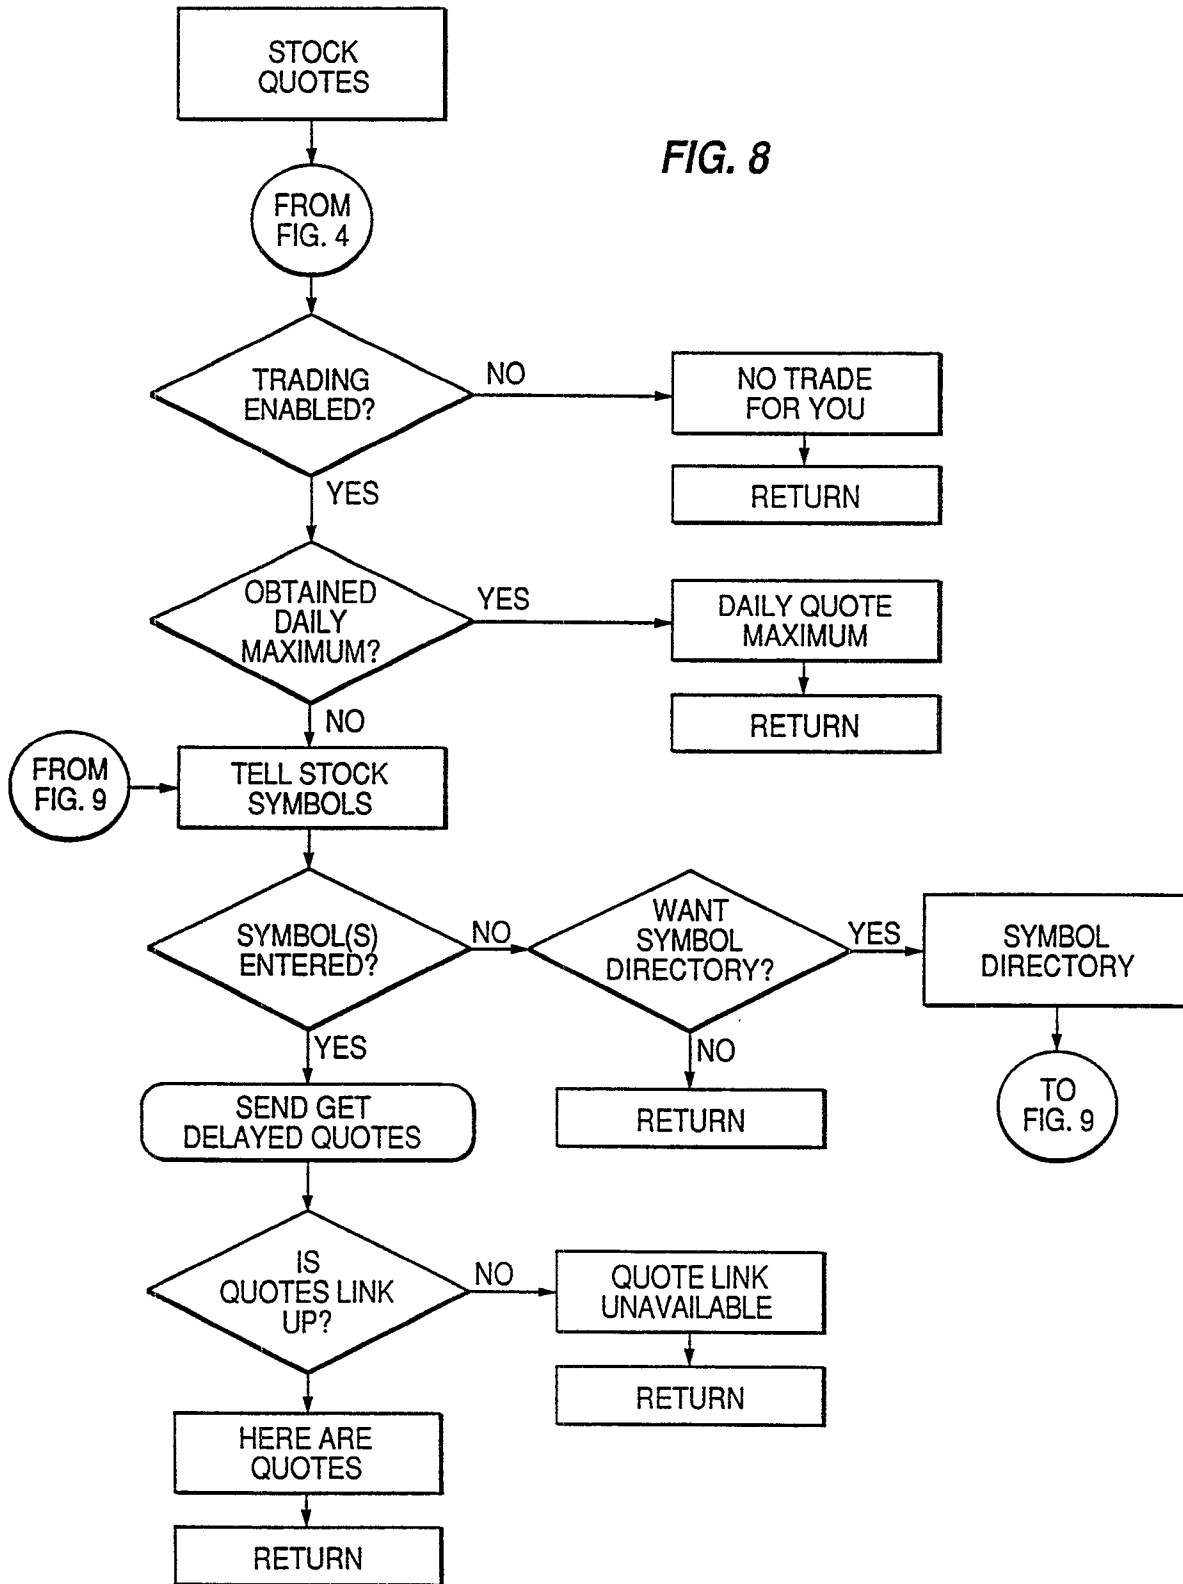 STOCK
QUOTES
FIG. 8
FROM
FIG. 4
TRADING
ENABLED?
NO
NO TRADE
FOR YOU
RETURN
YES
OBTAINED
DAILY
MAXIMUM?
YES
DAILY QUOTE
MAXIMUM
RETURN
NO
FROM
FIG. 9
TELL STOCK
SYMBOLS
SYMBOL(S)
ENTERED?
NO
WANT
SYMBOL
DIRECTORY?
YES
SYMBOL
DIRECTORY
YES
NO
TO
FIG. 9
SEND GET
DELAYED QUOTES
RETURN
IS
QUOTES LINK
UP?
NO
QUOTE LINK
UNAVAILABLE
RETURN
HERE ARE
QUOTES
RETURN